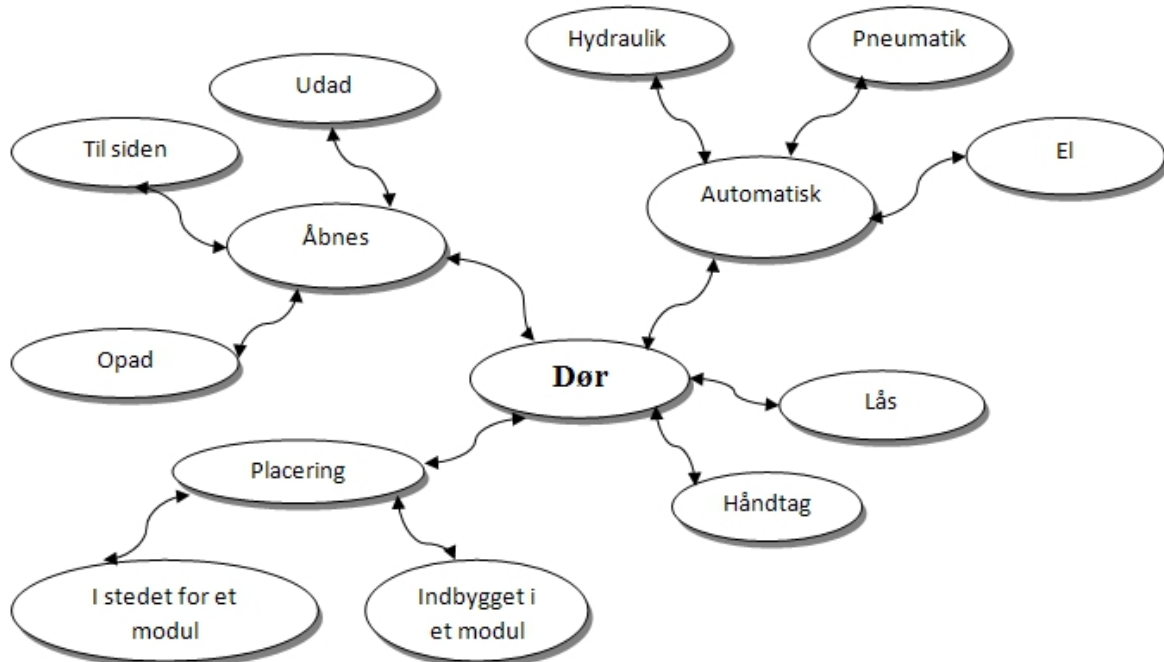 Hydraulik
Pneumatik
Udad
Til siden
El
Automatisk
Åbnes
Opad
Dør
Lås
Placering
Håndtag
I stedet for et
modul
Indbygget i
et modul